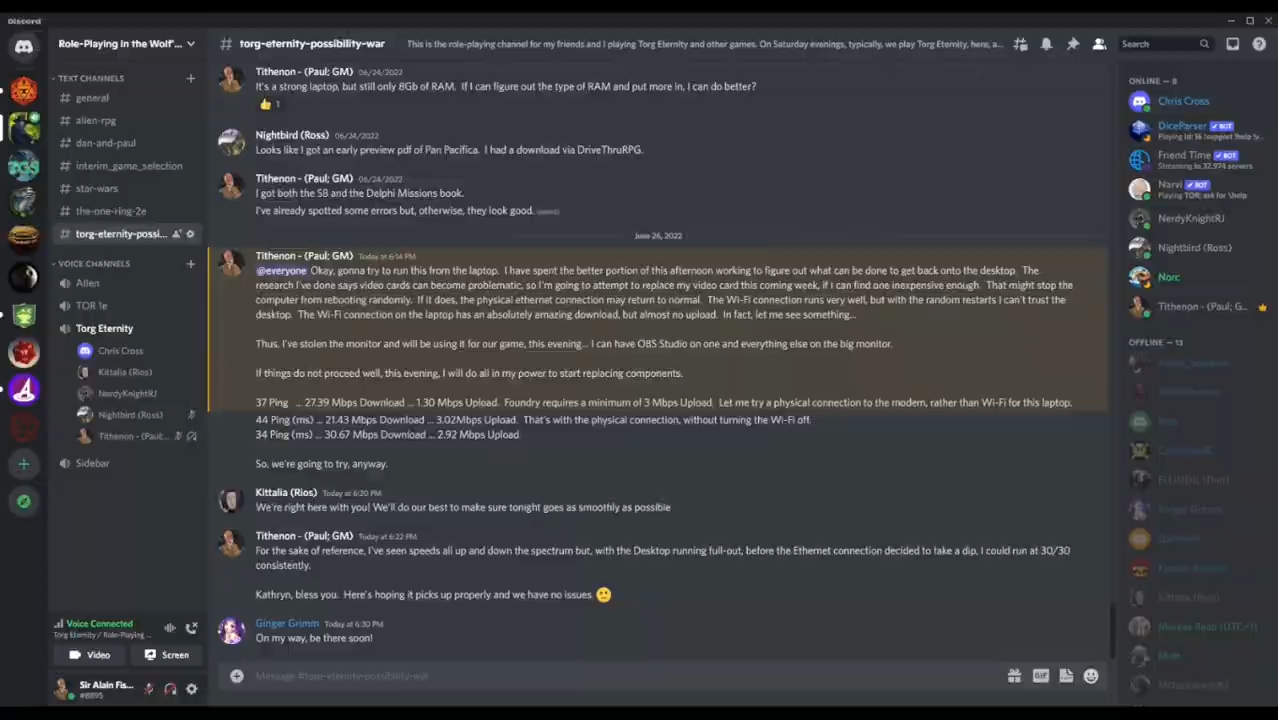 Discord
Role-Playing in the Wolf'...
# torg-eternity-possibility-war
This is the role-playing channel for my friends and I playing Torg Eternity and other games. On Saturday evenings, typically, we play Torg Eternity, here, a...
Search
TEXT CHANNELS
# general
# alien-rpg
# dan-and-paul
# interim_game_selection
# star-wars
# the-one-ring-2e
# torg-eternity-possi...
VOICE CHANNELS
Alien
TOR 1e
Torg Eternity
Chris Cross
Kittalia (Rios)
NerdyKnightRJ
Nightbird (Ross)
Tithenon - (Paul;...
Sidebar
Voice Connected
Torg Eternity / Role-Playing ...
Video
Screen
Sir Alain Fis...
#8895
Tithenon - (Paul; GM) 06/24/2022
It's a strong laptop, but still only 8Gb of RAM. If I can figure out the type of RAM and put more in, I can do better?
1
Nightbird (Ross) 06/24/2022
Looks like I got an early preview pdf of Pan Pacifica. I had a download via DriveThruRPG.
Tithenon - (Paul; GM) 06/24/2022
I got both the SB and the Delphi Missions book.
I've already spotted some errors but, otherwise, they look good. (edited)
June 26, 2022
Tithenon - (Paul; GM) Today at 6:14 PM
@everyone Okay, gonna try to run this from the laptop. I have spent the better portion of this afternoon working to figure out what can be done to get back onto the desktop. The
research I've done says video cards can become problematic, so I'm going to attempt to replace my video card this coming week, if I can find one inexpensive enough. That might stop the
computer from rebooting randomly. If it does, the physical ethernet connection may return to normal. The Wi-Fi connection runs very well, but with the random restarts I can't trust the
desktop. The Wi-Fi connection on the laptop has an absolutely amazing download, but almost no upload. In fact, let me see something...
Thus, I've stolen the monitor and will be using it for our game, this evening... I can have OBS Studio on one and everything else on the big monitor.
If things do not proceed well, this evening, I will do all in my power to start replacing components.
37 Ping ... 27.39 Mbps Download ... 1.30 Mbps Upload. Foundry requires a minimum of 3 Mbps Upload. Let me try a physical connection to the modem, rather than Wi-Fi for this laptop.
44 Ping (ms) ... 21.43 Mbps Download ... 3.02Mbps Upload. That's with the physical connection, without turning the Wi-Fi off.
34 Ping (ms) ... 30.67 Mbps Download ... 2.92 Mbps Upload
So, we're going to try, anyway.
Kittalia (Rios) Today at 6:20 PM
We're right here with you! We'll do our best to make sure tonight goes as smoothly as possible
Tithenon - (Paul; GM) Today at 6:22 PM
For the sake of reference, I've seen speeds all up and down the spectrum but, with the Desktop running full-out, before the Ethernet connection decided to take a dip, I could run at 30/30
consistently.
Kathryn, bless you. Here's hoping it picks up properly and we have no issues
Ginger Grimm Today at 6:30 PM
On my way, be there soon!
Message #torg-eternity-possibility-war
GIF
ONLINE — 8
Chris Cross
DiceParser BOT
Friend Time BOT
Streaming to 32,974 servers
Narvi BOT
Playing TOR; ask for !help
NerdyKnightRJ
Nightbird (Ross)
Norc
Tithenon - (Paul; G...
OFFLINE — 13
Ginger Grimm
Kittalia (Rios)